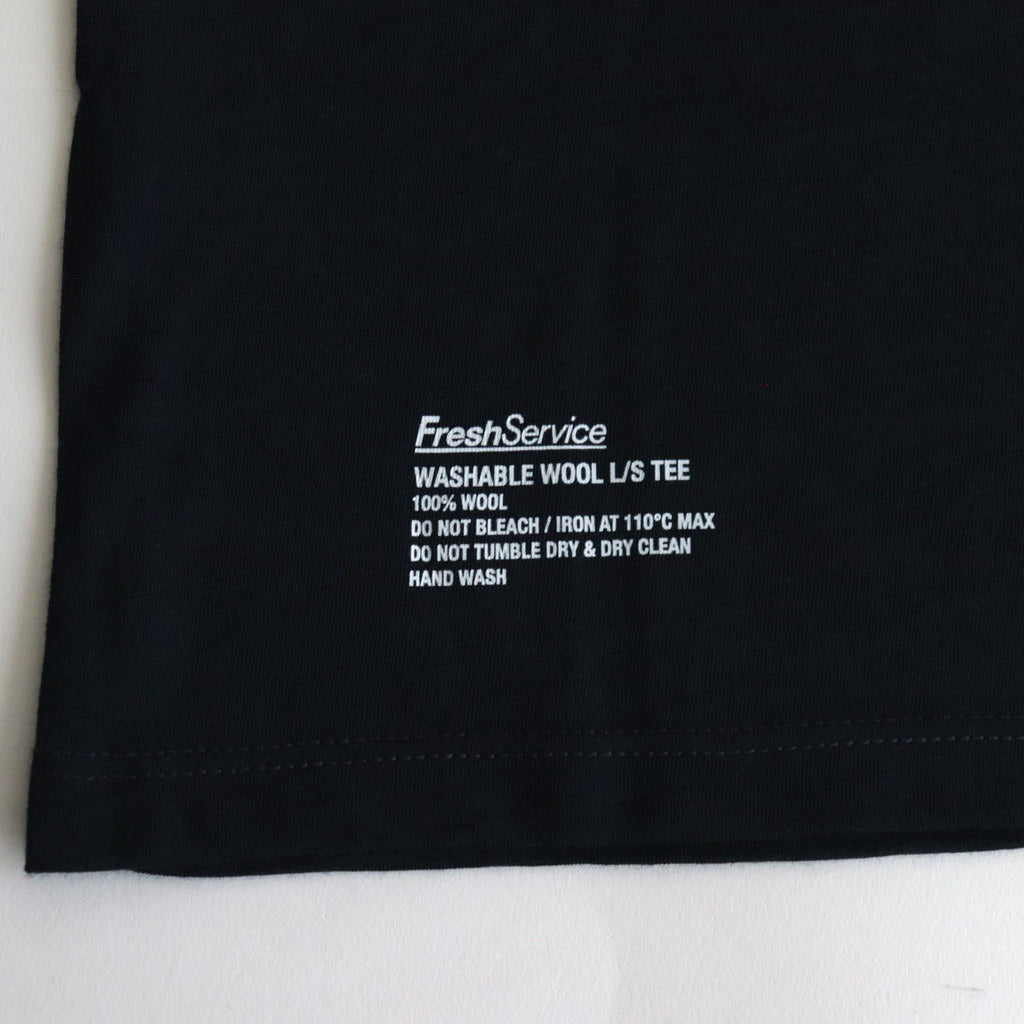 FreshService
WASHABLE WOOL L/S TEE
100% WOOL
DO NOT BLEACH / IRON AT 110°C MAX
DO NOT TUMBLE DRY & DRY CLEAN
HAND WASH